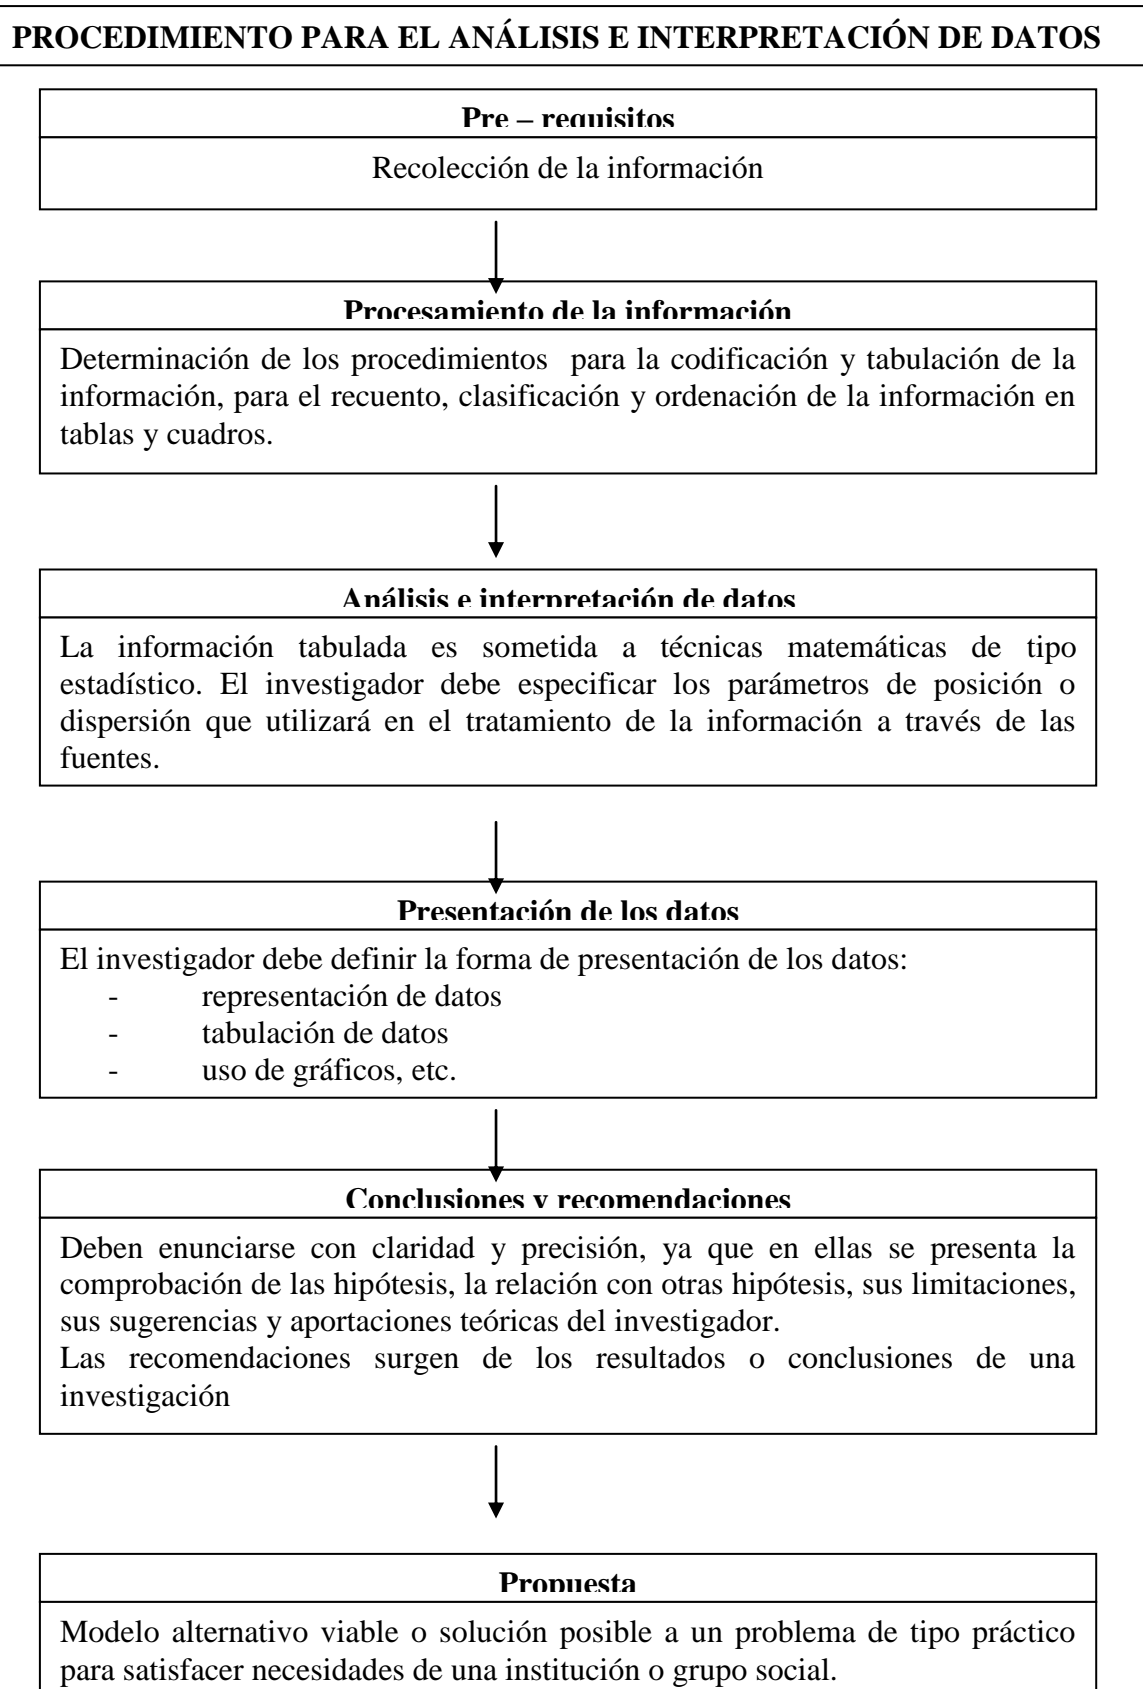 PROCEDIMIENTO PARA EL ANÁLISIS E INTERPRETACIÓN DE DATOS
Pre – requisitos
Recolección de la información
Procesamiento de la información
Determinación de los procedimientos para la codificación y tabulación de la
información, para el recuento, clasificación y ordenación de la información en
tablas y cuadros.
Análisis e interpretación de datos
La información tabulada es sometida a técnicas matemáticas de tipo
estadístico. El investigador debe especificar los parámetros de posición o
dispersión que utilizará en el tratamiento de la información a través de las
fuentes.
Presentación de los datos
El investigador debe definir la forma de presentación de los datos:
- representación de datos
- tabulación de datos
- uso de gráficos, etc.
Conclusiones y recomendaciones
Deben enunciarse con claridad y precisión, ya que en ellas se presenta la
comprobación de las hipótesis, la relación con otras hipótesis, sus limitaciones,
sus sugerencias y aportaciones teóricas del investigador.
Las recomendaciones surgen de los resultados o conclusiones de una
investigación
Propuesta
Modelo alternativo viable o solución posible a un problema de tipo práctico
para satisfacer necesidades de una institución o grupo social.